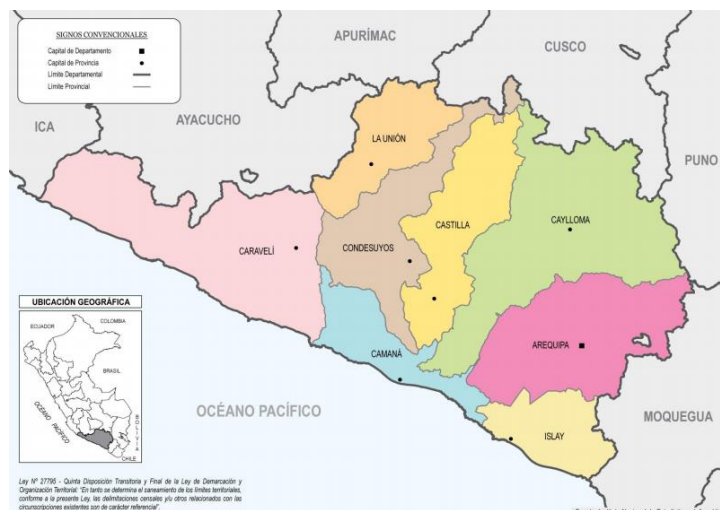 SIGNOS CONVENCIONALES
Capital de Departamento
Capital de Provincia
Límite Departamental
Límite Provincial
APURÍMAC
CUSCO
AYACUCHO
ICA
PUNO
LA UNIÓN
CASTILLA
CAYLLOMA
CARAVELÍ
CONDESUYOS
AREQUIPA
CAMANÁ
ISLAY
MOQUEGUA
OCÉANO PACÍFICO
UBICACIÓN GEOGRÁFICA
ECUADOR
COLOMBIA
BRASIL
BOLIVIA
OCÉANO PACÍFICO
CHILE
Ley Nº 27795 - Quinta Disposición Transitoria y Final de la Ley de Demarcación y
Organización Territorial: "En tanto se determina el saneamiento de los límites territoriales,
conforme a la presente Ley, las delimitaciones censales y/u otros relacionados con las
circunscripciones existentes son de carácter referencial".